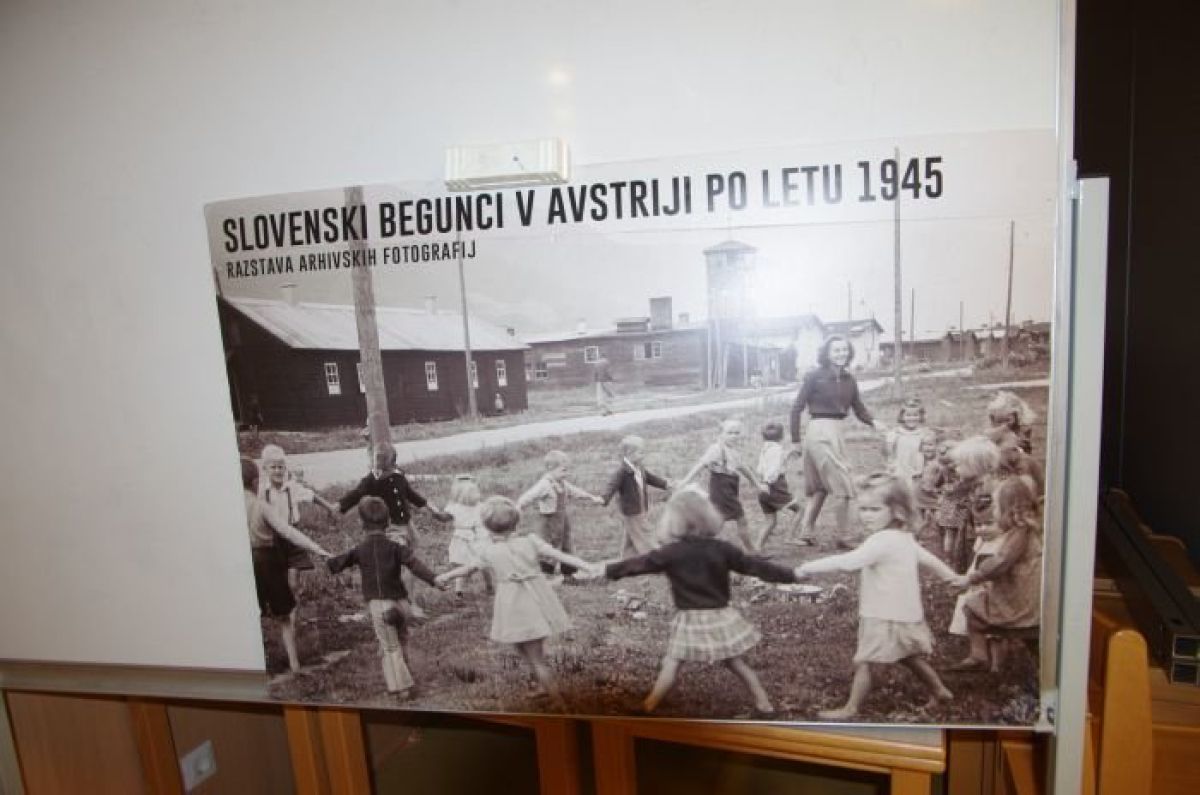 SLOVENSKI BEGUNCI V AVSTRIJI PO LETU 1945
RAZSTAVA ARHIVSKIH FOTOGRAFIJ